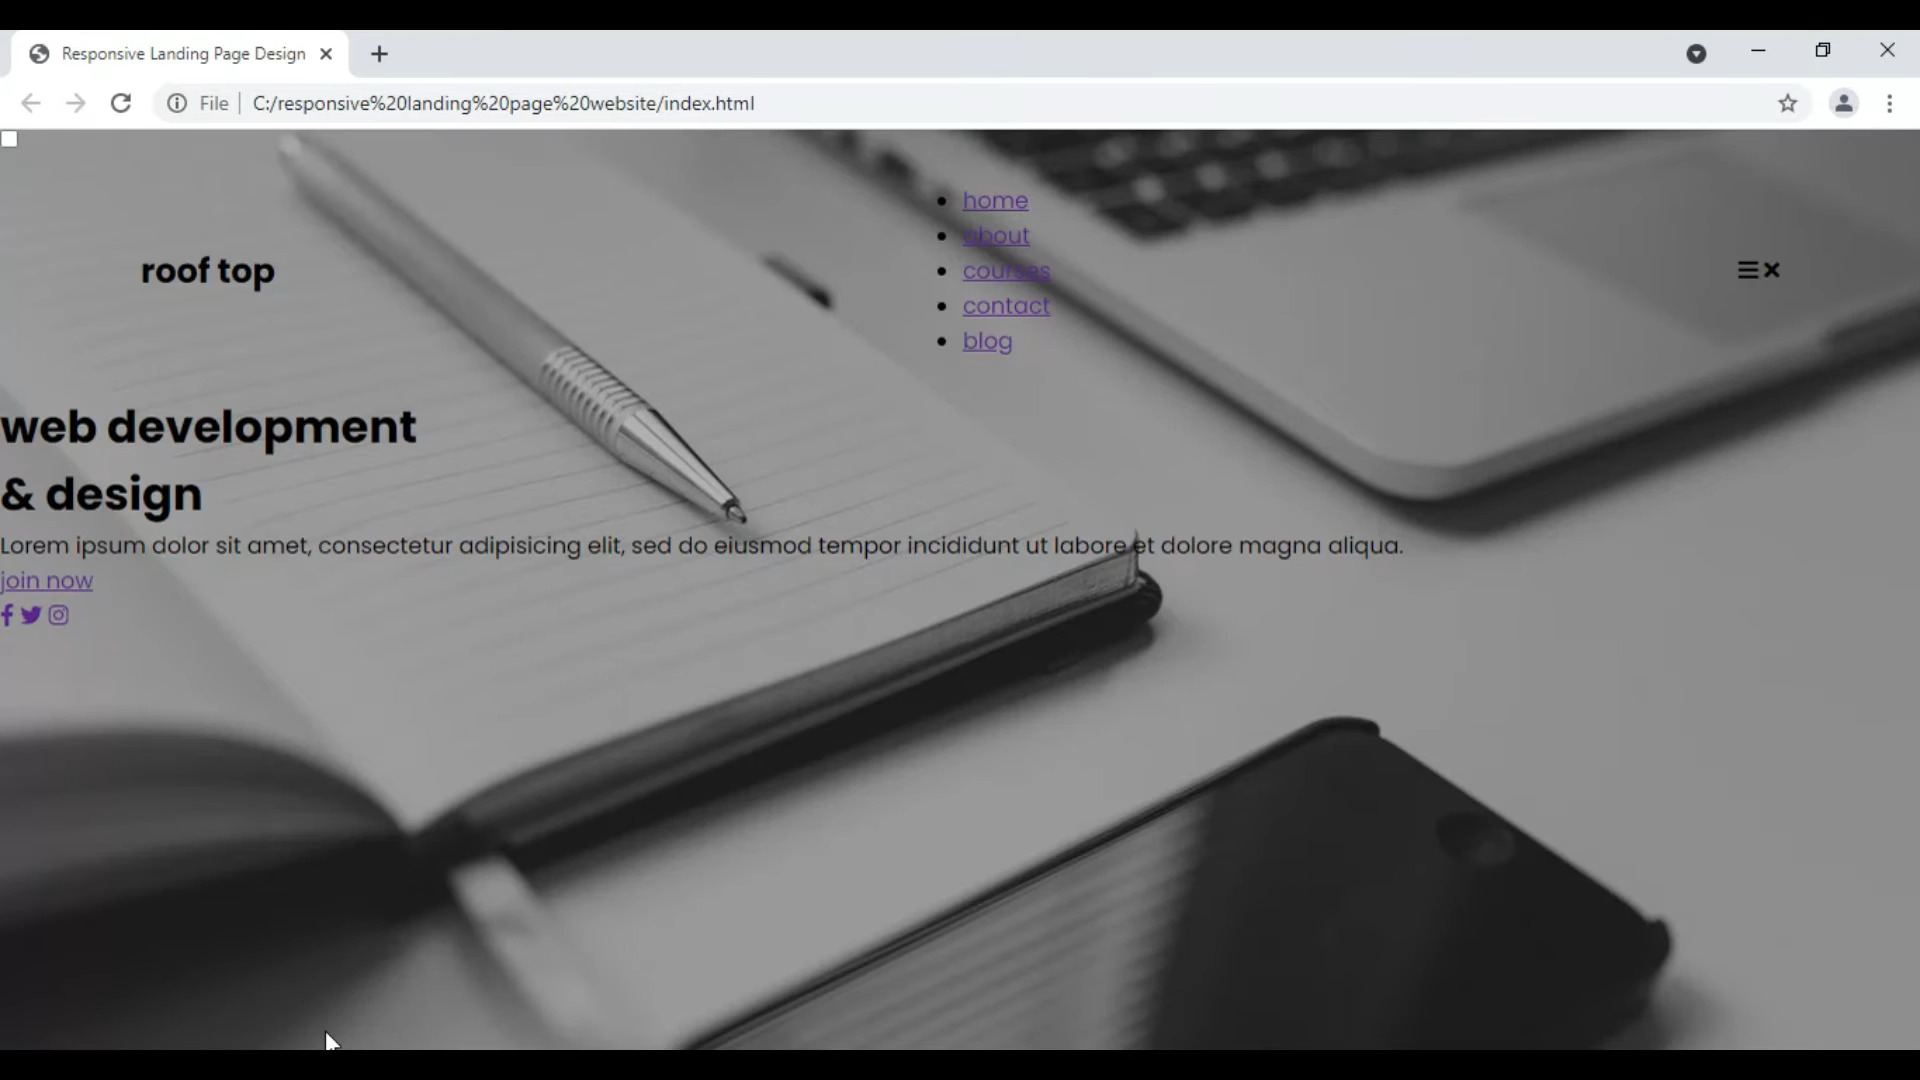 Responsive Landing Page Design
File
C:/responsive%20landing%20page%20website/index.html
home
about
courses
contact
blog
roof top
web development
& design
Lorem ipsum dolor sit amet, consectetur adipisicing elit, sed do eiusmod tempor incididunt ut labore et dolore magna aliqua.
join now